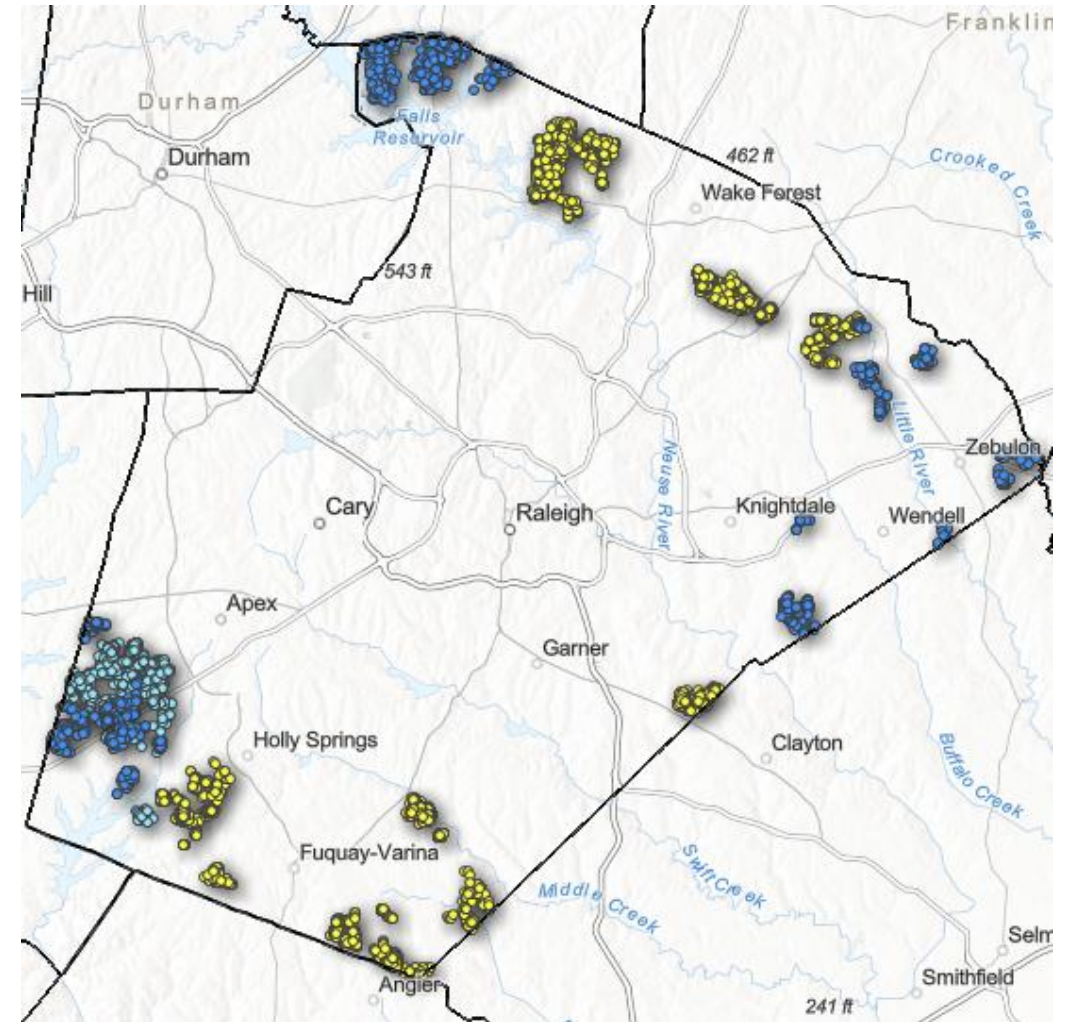 Franklin
Durham
Falls
Reservoir
Durham
462 ft
Crooked Creek
Wake Forest
543 ft
Hill
Little River
Zebulon
Neuse River
Cary
Raleigh
Knightdale
Wendell
Apex
Garner
Holly Springs
Clayton
Buffalo Creek
Fuquay-Varina
Swift Creek
Middle Creek
Selm
Angier
Smithfield
241 ft